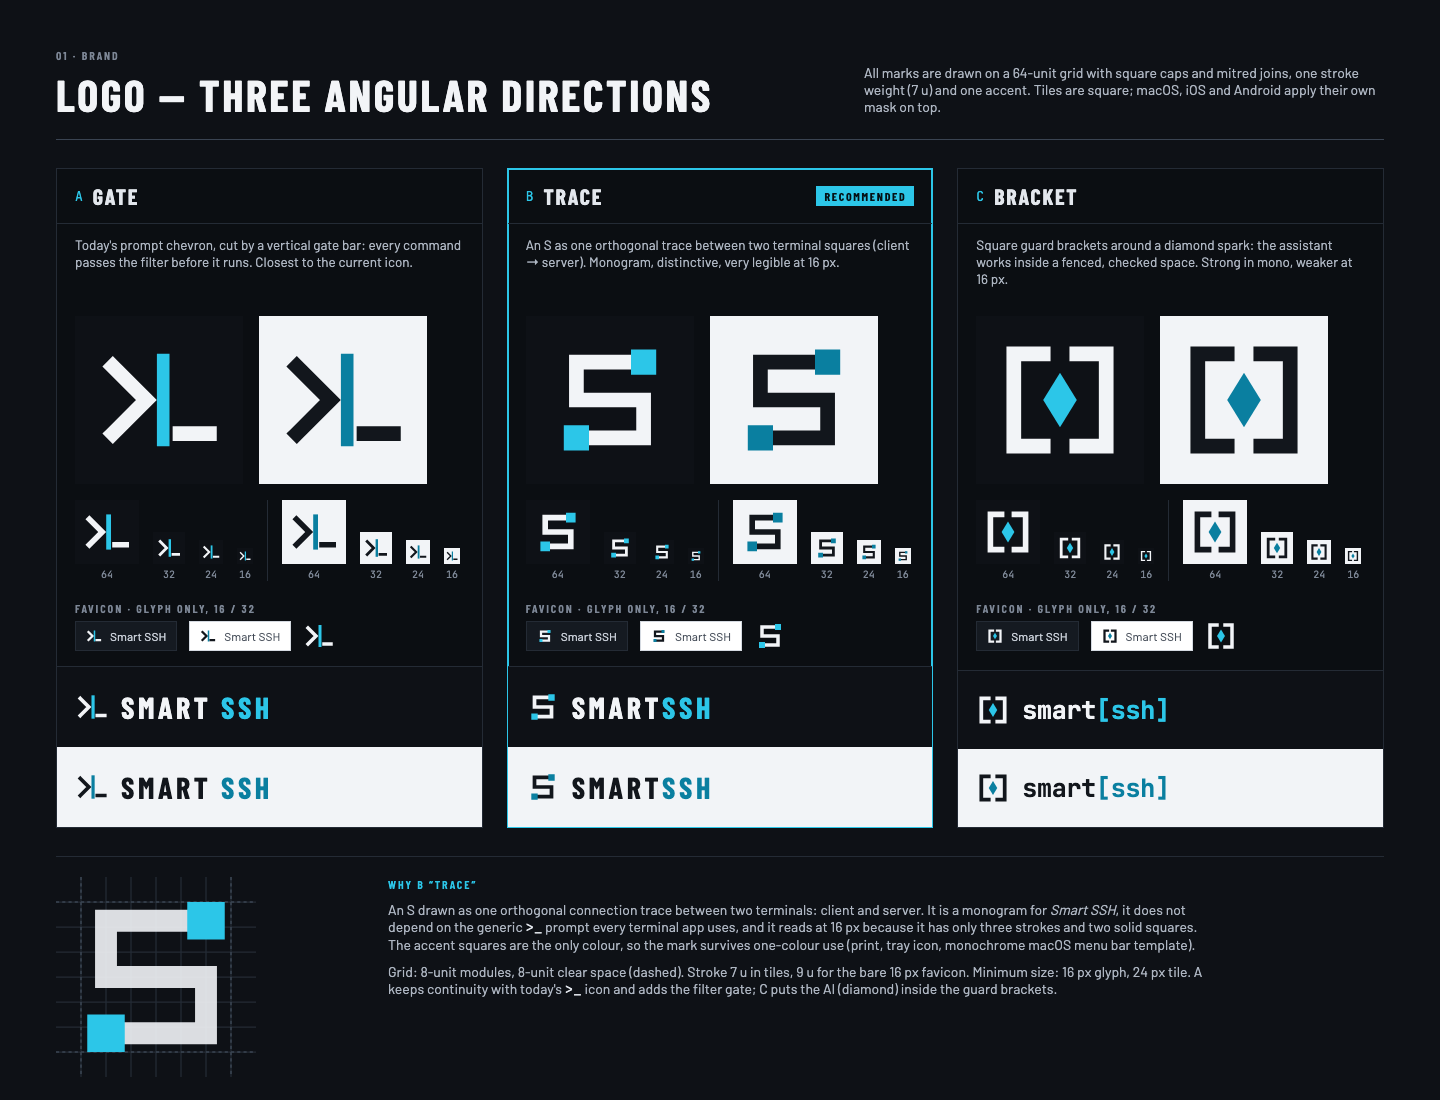 01 · BRAND
LOGO — THREE ANGULAR DIRECTIONS
All marks are drawn on a 64-unit grid with square caps and mitred joins, one stroke
weight (7 u) and one accent. Tiles are square; macOS, iOS and Android apply their own
mask on top.
A GATE
Today's prompt chevron, cut by a vertical gate bar: every command
passes the filter before it runs. Closest to the current icon.
64 32 24 16 64 32 24 16
FAVICON · GLYPH ONLY, 16 / 32
Smart SSH Smart SSH
SMART SSH
SMART SSH
B TRACE RECOMMENDED
An S as one orthogonal trace between two terminal squares (client
→ server). Monogram, distinctive, very legible at 16 px.
64 32 24 16 64 32 24 16
FAVICON · GLYPH ONLY, 16 / 32
Smart SSH Smart SSH
SMARTSSH
SMARTSSH
C BRACKET
Square guard brackets around a diamond spark: the assistant
works inside a fenced, checked space. Strong in mono, weaker at
16 px.
64 32 24 16 64 32 24 16
FAVICON · GLYPH ONLY, 16 / 32
Smart SSH Smart SSH
smart[ssh]
smart[ssh]
WHY B "TRACE"
An S drawn as one orthogonal connection trace between two terminals: client and server. It is a monogram for Smart SSH, it does not
depend on the generic >_ prompt every terminal app uses, and it reads at 16 px because it has only three strokes and two solid squares.
The accent squares are the only colour, so the mark survives one-colour use (print, tray icon, monochrome macOS menu bar template).
Grid: 8-unit modules, 8-unit clear space (dashed). Stroke 7 u in tiles, 9 u for the bare 16 px favicon. Minimum size: 16 px glyph, 24 px tile. A
keeps continuity with today's >_ icon and adds the filter gate; C puts the AI (diamond) inside the guard brackets.